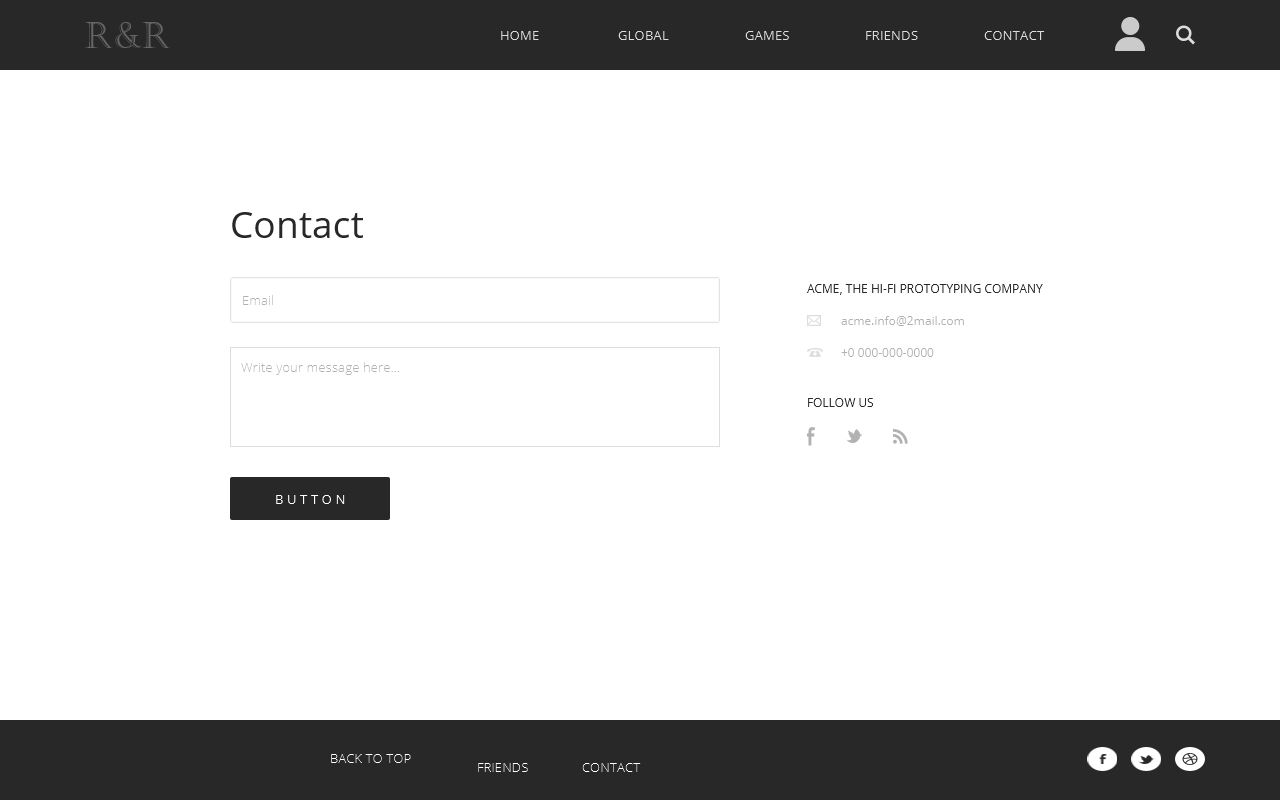 R&R
HOME
GLOBAL
GAMES
FRIENDS
CONTACT
Contact
Email
Write your message here...
BUTTON
ACME, THE HI-FI PROTOTYPING COMPANY
acme.info@2mail.com
+0 000-000-0000
FOLLOW US
BACK TO TOP
FRIENDS
CONTACT